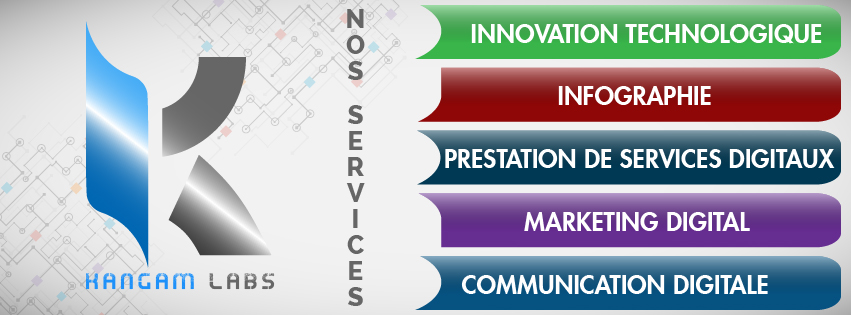 KANGAM LABS
NOS SERVICES
INNOVATION TECHNOLOGIQUE
INFOGRAPHIE
PRESTATION DE SERVICES DIGITAUX
MARKETING DIGITAL
COMMUNICATION DIGITALE